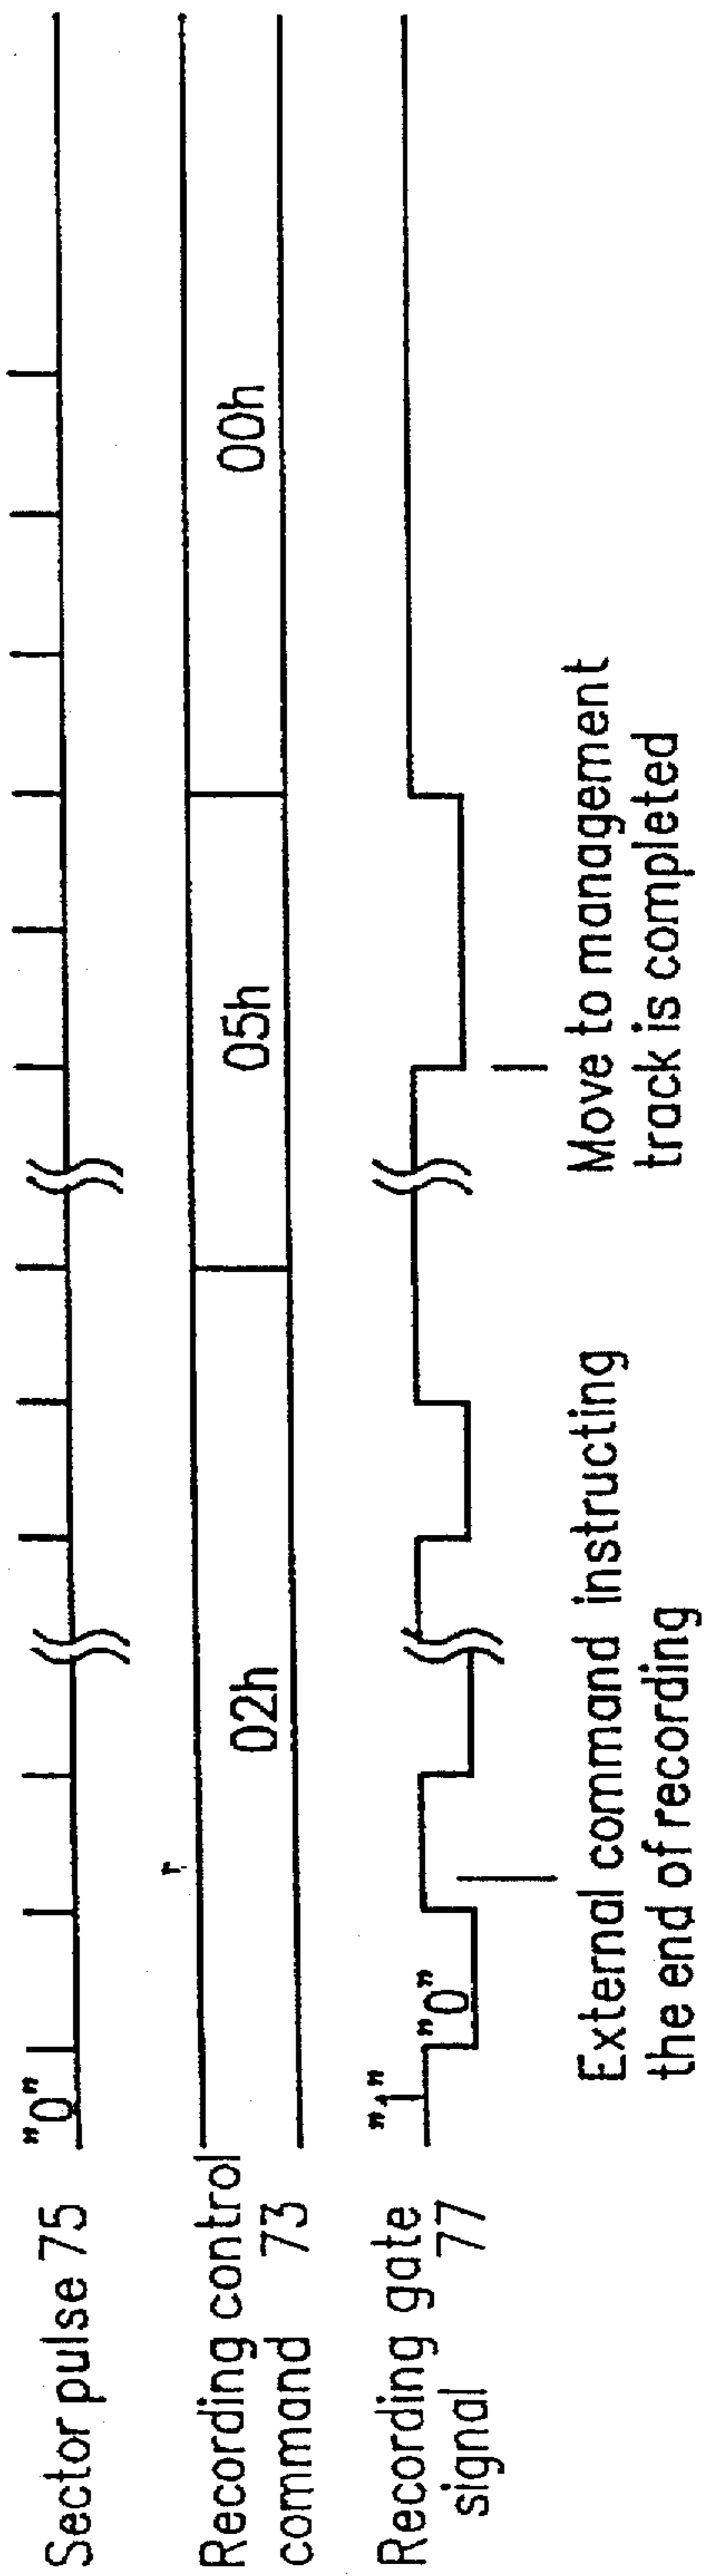 Sector pulse 75
"0"
Recording control
command 73
02h
05h
00h
Recording gate
signal 77
"1"
"0"
External command instructing
the end of recording
Move to management
track is completed